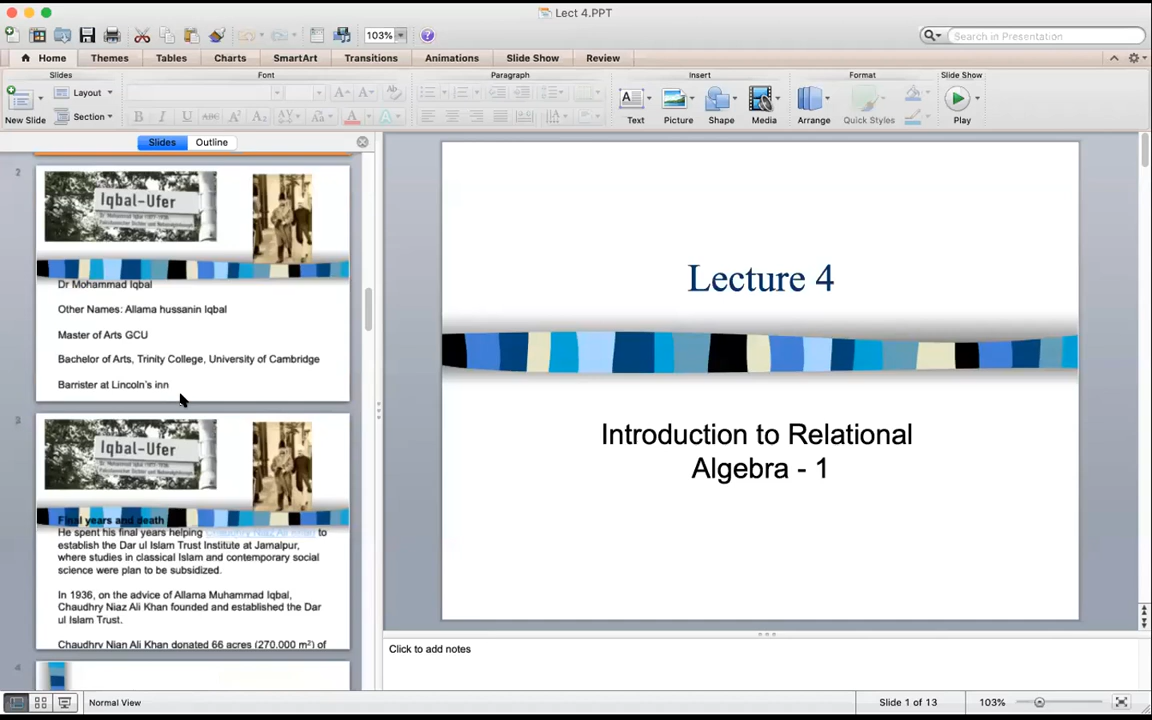 Lect 4.PPT
103%
Search in Presentation
Home Themes Tables Charts SmartArt Transitions Animations Slide Show Review
Slides Font Paragraph Insert Format Slide Show
Layout
Section
New Slide
B I U ABC
Text Picture Shape Media Arrange Quick Styles Play
Slides Outline
2
Iqbal-Ufer
Dr Mohammad Iqbal
Other Names: Allama hussanin Iqbal
Master of Arts GCU
Bachelor of Arts, Trinity College, University of Cambridge
Barrister at Lincoln's inn
3
Iqbal-Ufer
Final years and death
He spent his final years helping to
establish the Dar ul Islam Trust Institute at Jamalpur,
where studies in classical Islam and contemporary social
science were plan to be subsidized.
In 1936, on the advice of Allama Muhammad Iqbal,
Chaudhry Niaz Ali Khan founded and established the Dar
ul Islam Trust.
Chaudhry Nian Ali Khan donated 66 acres (270,000 m²) of
4
Lecture 4
Introduction to Relational
Algebra - 1
Click to add notes
Normal View
Slide 1 of 13
103%